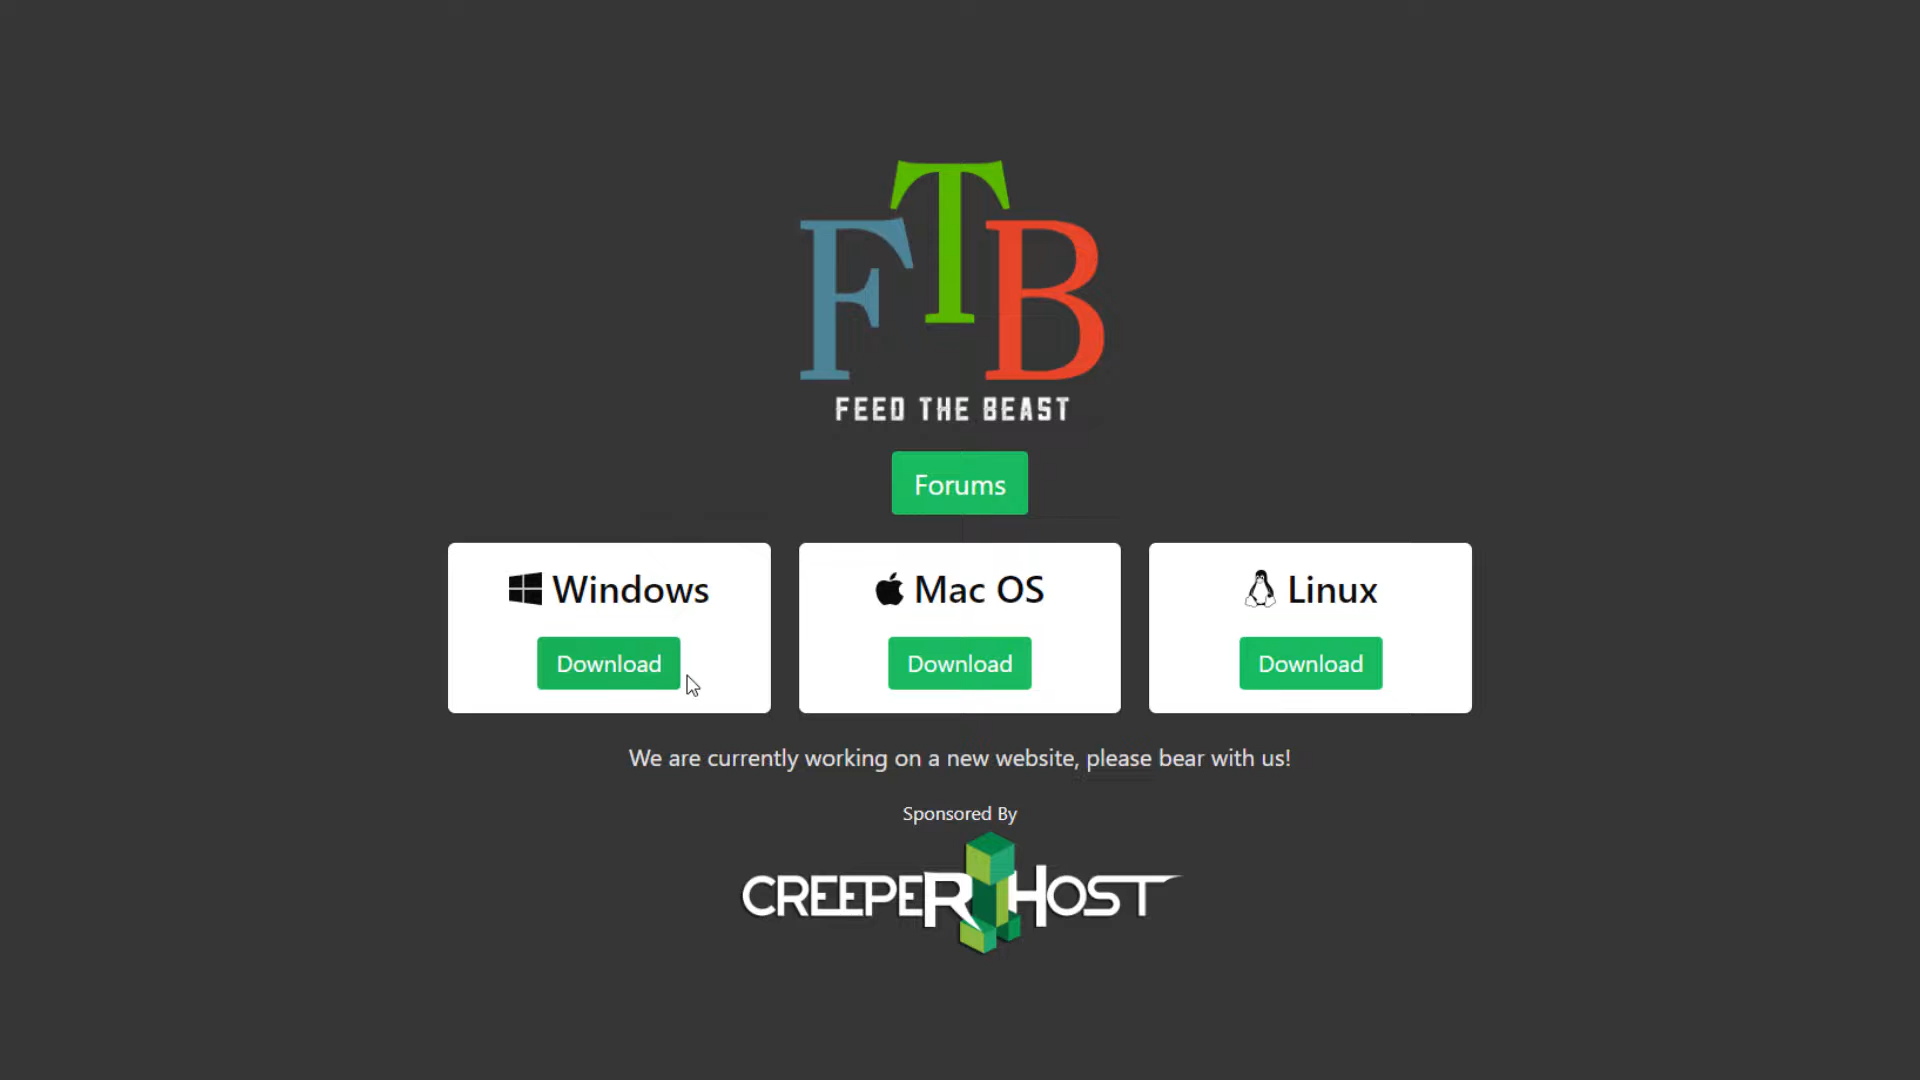 FTB
FEED THE BEAST
Forums
Windows
Mac OS
Linux
Download
Download
Download
We are currently working on a new website, please bear with us!
Sponsored By
CREEPERHOST